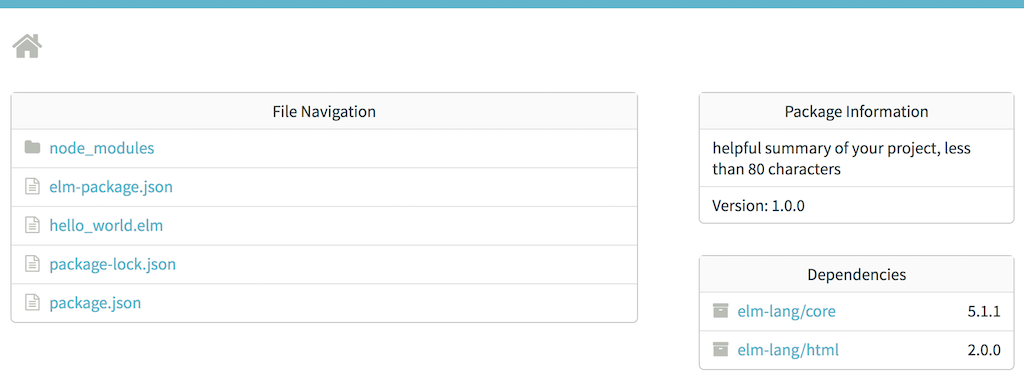 File Navigation
node_modules
elm-package.json
hello_world.elm
package-lock.json
package.json
Package Information
helpful summary of your project, less
than 80 characters
Version: 1.0.0
Dependencies
elm-lang/core 5.1.1
elm-lang/html 2.0.0